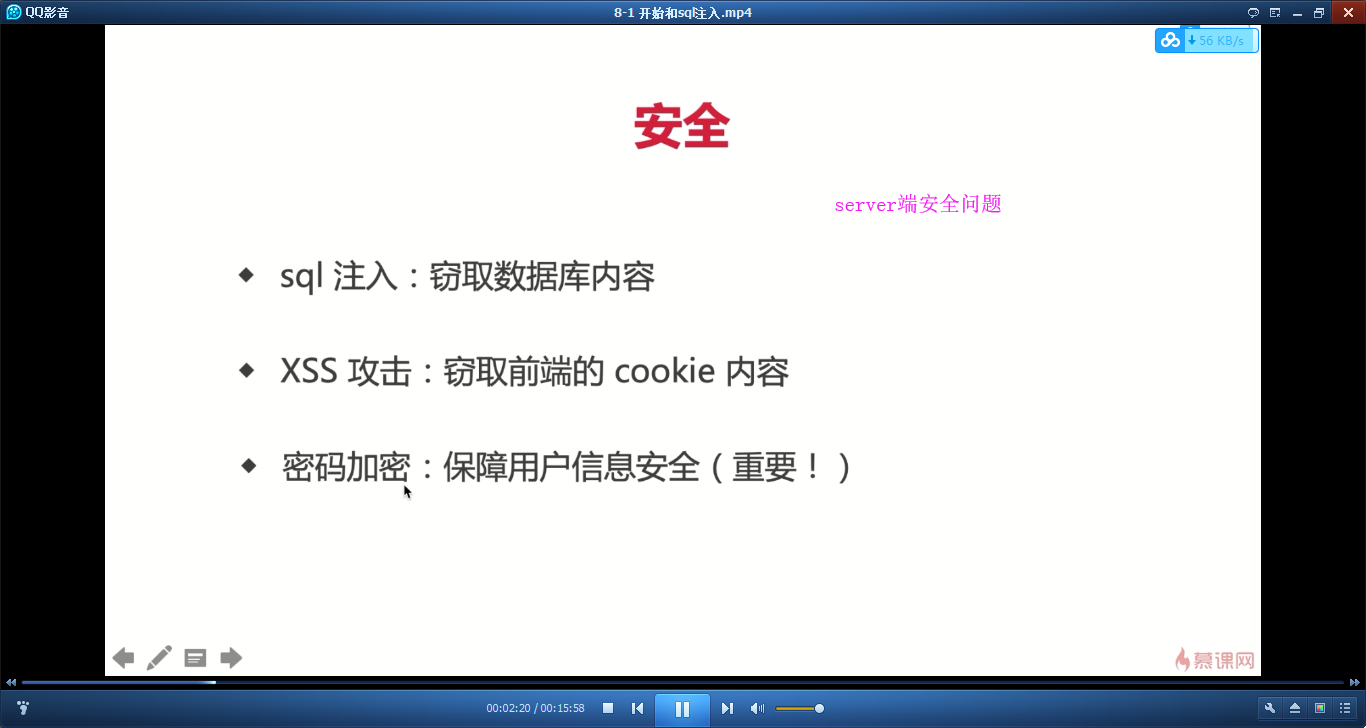 QQ影音
8-1 开始和sql注入.mp4
56 KB/s
安全
server端安全问题
sql 注入：窃取数据库内容
XSS 攻击：窃取前端的 cookie 内容
密码加密：保障用户信息安全（重要！）
慕课网
00:02:20 / 00:15:58